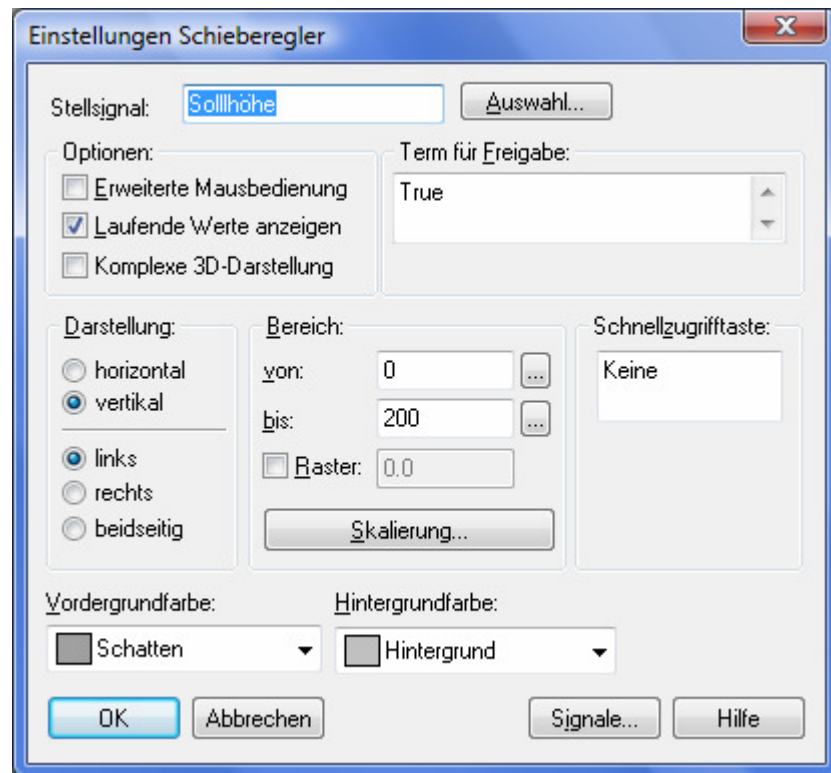 Einstellungen Schieberegler
Stellsignal: Solllhöhe Auswahl...
Optionen: Term für Freigabe:
Erweiterte Mausbedienung True
Laufende Werte anzeigen
Komplexe 3D-Darstellung
Darstellung: Bereich: Schnellzugrifftaste:
horizontal von: 0 ... Keine
vertikal
bis: 200 ...
links Raster: 0.0
rechts
beidseitig Skalierung...
Vordergrundfarbe: Hintergrundfarbe:
Schatten Hintergrund
OK Abbrechen Signale... Hilfe